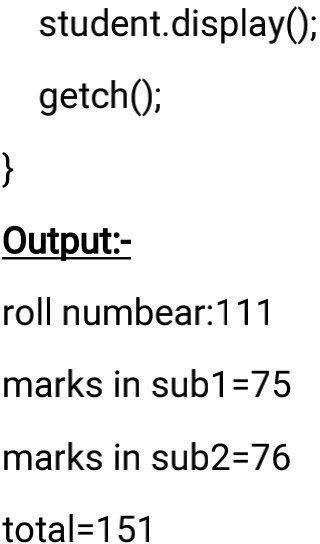 student.display();
getch();
}
Output:-
roll numbear:111
marks in sub1=75
marks in sub2=76
total=151